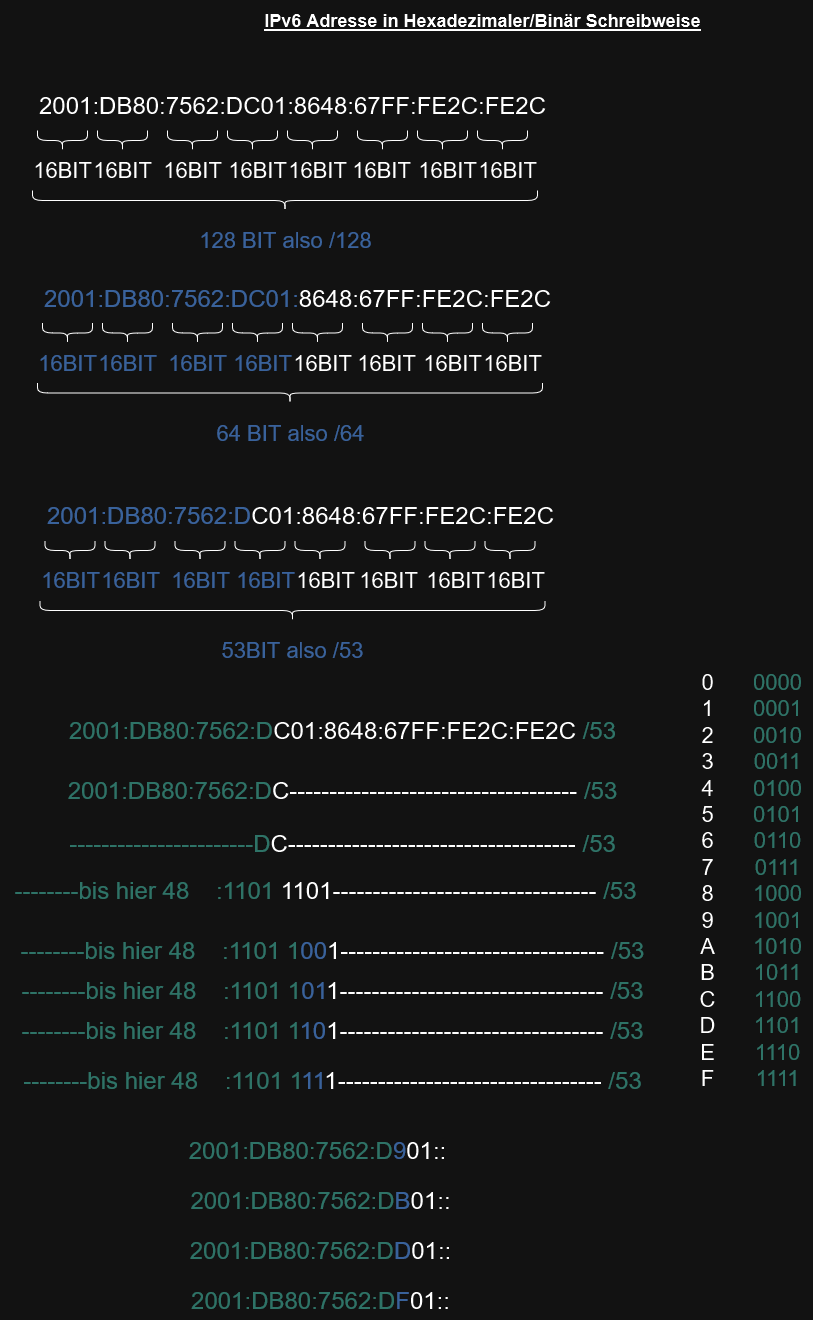 IPv6 Adresse in Hexadezimaler/Binär Schreibweise
2001:DB80:7562:DC01:8648:67FF:FE2C:FE2C
16BIT 16BIT 16BIT 16BIT 16BIT 16BIT 16BIT 16BIT
128 BIT also /128
2001:DB80:7562:DC01:8648:67FF:FE2C:FE2C
16BIT 16BIT 16BIT 16BIT 16BIT 16BIT 16BIT 16BIT
64 BIT also /64
2001:DB80:7562:DC01:8648:67FF:FE2C:FE2C
16BIT 16BIT 16BIT 16BIT 16BIT 16BIT 16BIT 16BIT
53BIT also /53
2001:DB80:7562:DC01:8648:67FF:FE2C:FE2C /53
2001:DB80:7562:DC------------------------------------ /53
-----------------------DC------------------------------------ /53
--------bis hier 48 :1101 1101--------------------------------- /53
--------bis hier 48 :1101 1001--------------------------------- /53
--------bis hier 48 :1101 1011--------------------------------- /53
--------bis hier 48 :1101 1101--------------------------------- /53
--------bis hier 48 :1101 1111--------------------------------- /53
2001:DB80:7562:D901::
2001:DB80:7562:DB01::
2001:DB80:7562:DD01::
2001:DB80:7562:DF01::
0 0000
1 0001
2 0010
3 0011
4 0100
5 0101
6 0110
7 0111
8 1000
9 1001
A 1010
B 1011
C 1100
D 1101
E 1110
F 1111